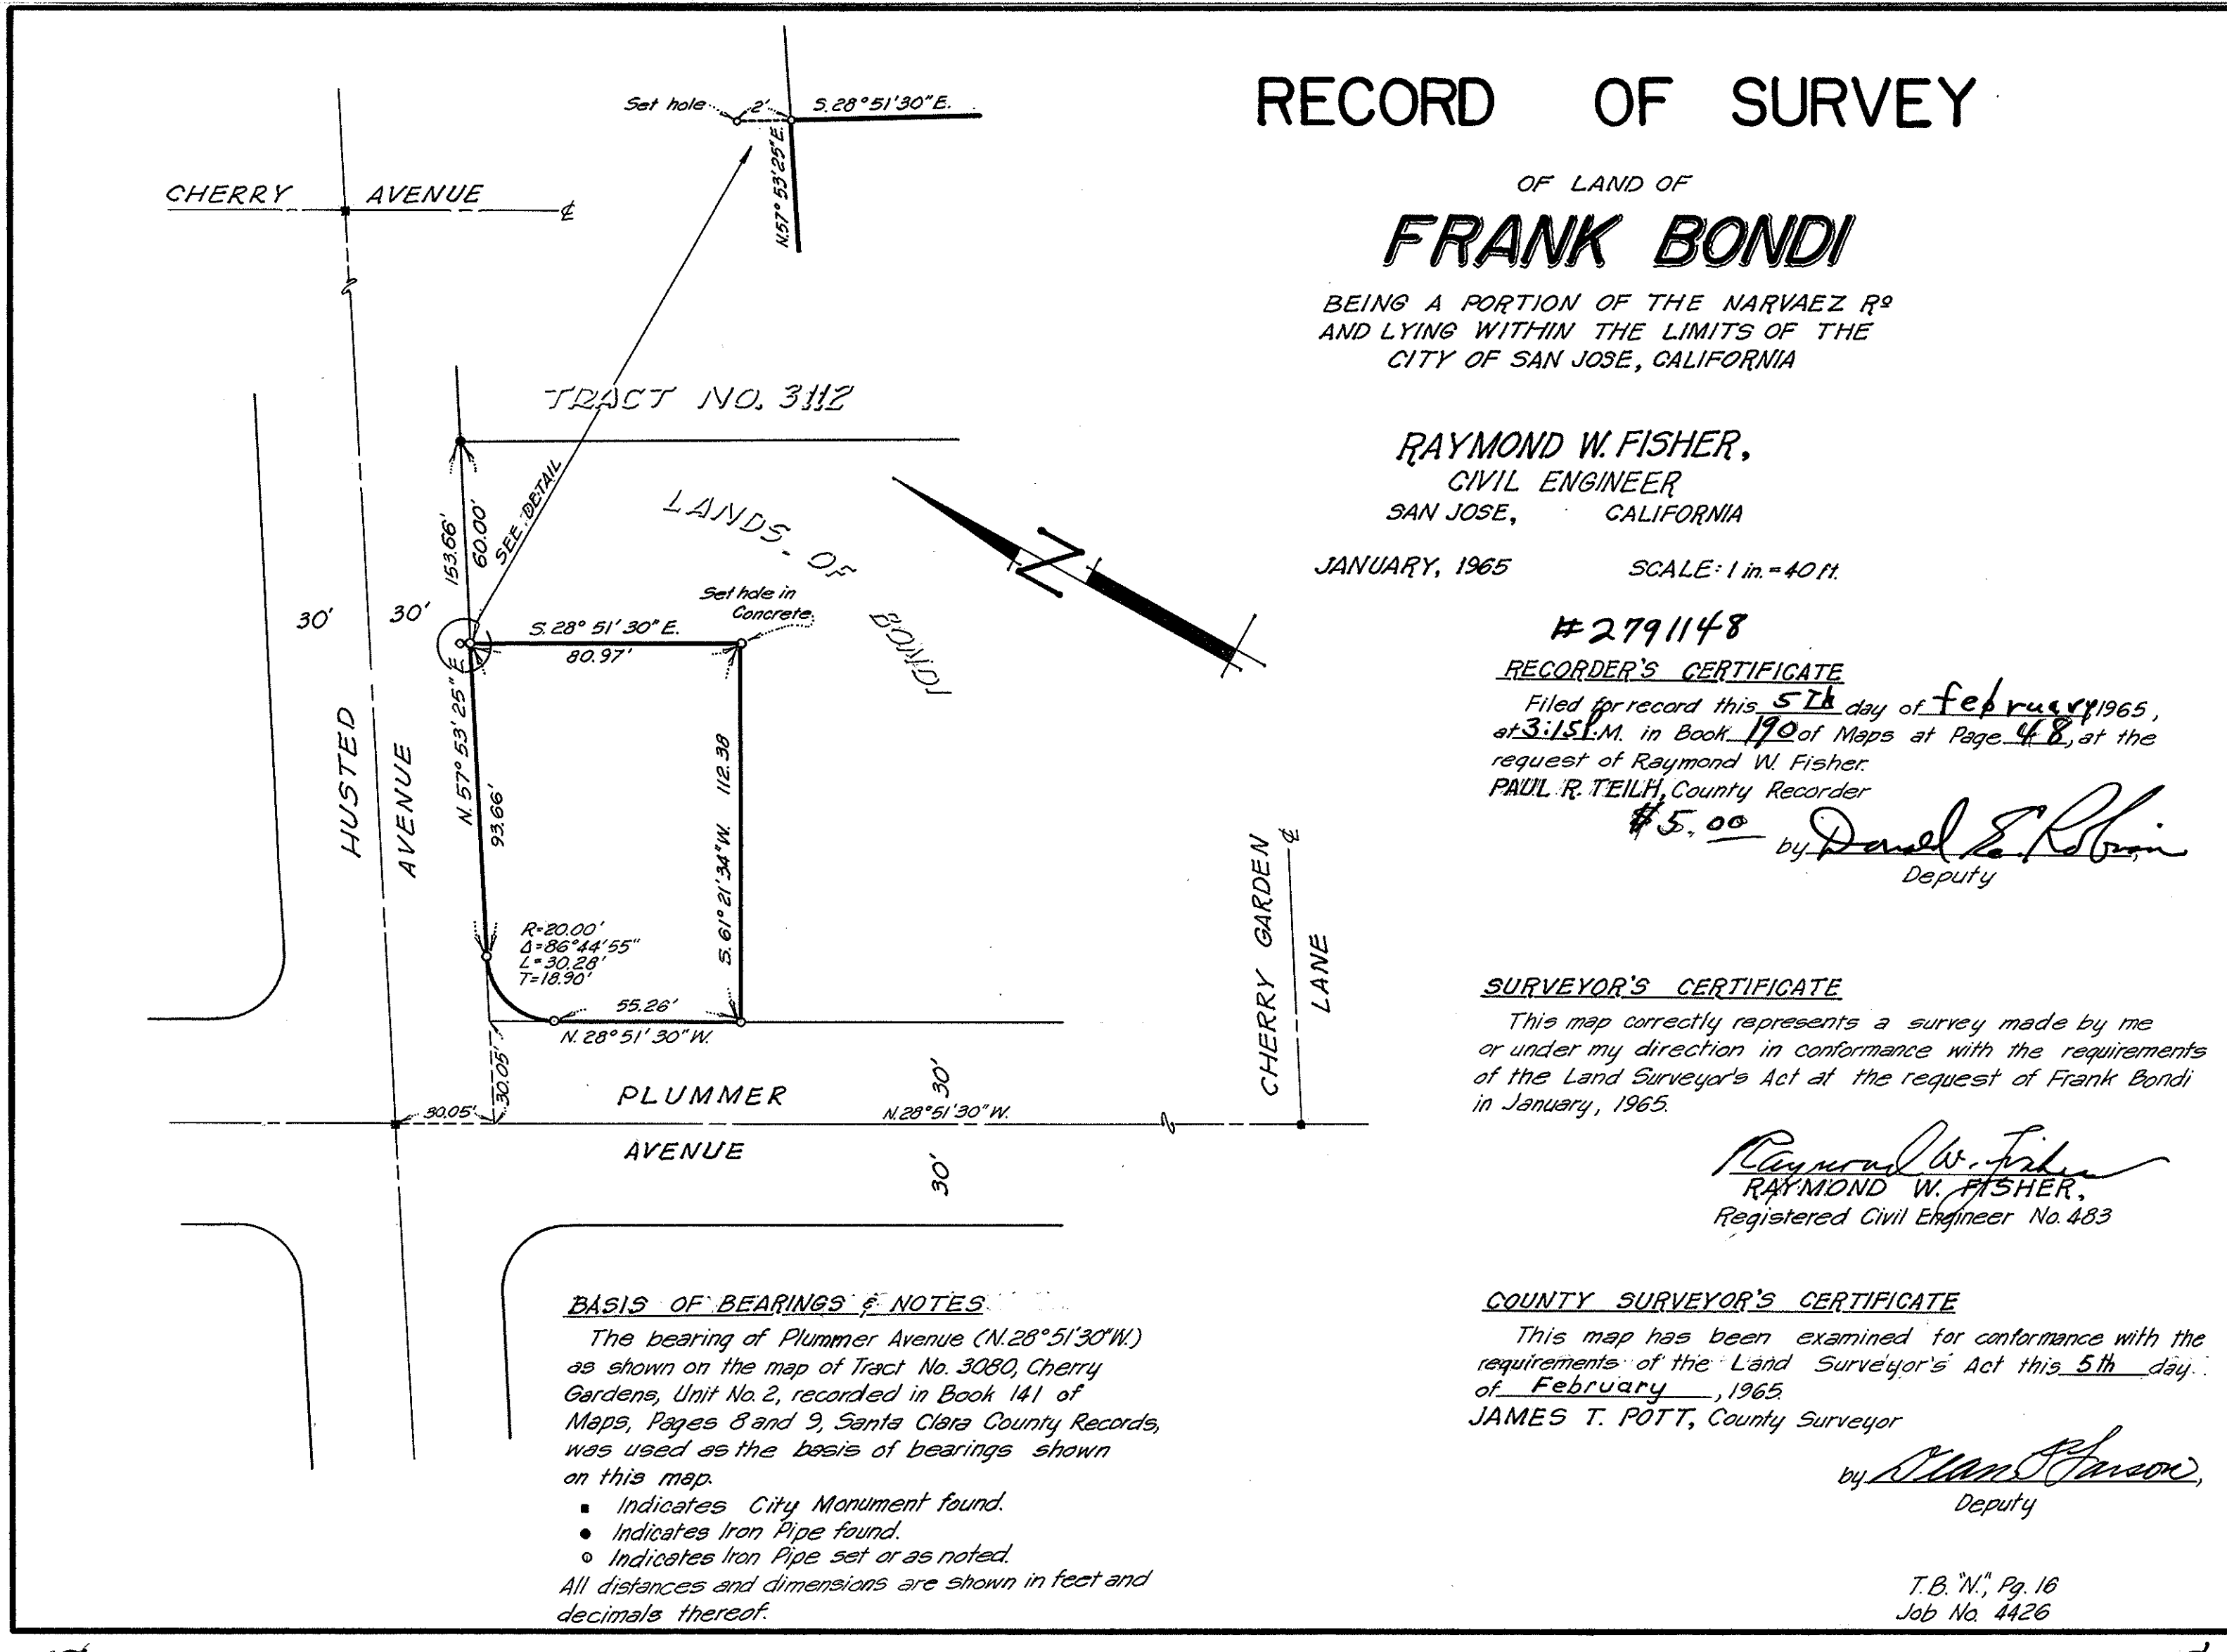 RECORD OF SURVEY
OF LAND OF
FRANK BONDI
BEING A PORTION OF THE NARVAEZ Rº
AND LYING WITHIN THE LIMITS OF THE
CITY OF SAN JOSE, CALIFORNIA
RAYMOND W. FISHER,
CIVIL ENGINEER
SAN JOSE, CALIFORNIA
JANUARY, 1965 SCALE: 1 in. = 40 ft.
#2791148
RECORDER'S CERTIFICATE
Filed for record this 5Th day of february 1965,
at 3:15P.M. in Book 190 of Maps at Page 48, at the
request of Raymond W. Fisher.
PAUL R. TEILH, County Recorder
$5.00
by
Deputy
SURVEYOR'S CERTIFICATE
This map correctly represents a survey made by me
or under my direction in conformance with the requirements
of the Land Surveyor's Act at the request of Frank Bondi
in January, 1965.
Raymond W. Fisher
RAYMOND W. FISHER,
Registered Civil Engineer No. 483
COUNTY SURVEYOR'S CERTIFICATE
This map has been examined for conformance with the
requirements of the Land Surveyor's Act this 5th day
of February, 1965.
JAMES T. POTT, County Surveyor
by
Deputy
T.B. "N", Pg. 16
Job No. 4426
Set hole
2'
S. 28° 51' 30" E.
N. 57° 53' 25" E.
CHERRY AVENUE ℄
TRACT NO. 3112
153.66'
60.00'
SEE DETAIL
LANDS OF
BONDI
Set hole in
Concrete
30' 30'
S. 28° 51' 30" E.
80.97'
N. 57° 53' 25" E.
93.66'
S. 61° 21' 34" W. 112.38
HUSTED
AVENUE
R=20.00'
Δ=86°44'55"
L=30.28'
T=18.90'
55.26'
N. 28° 51' 30" W.
30.05'
30.05'
PLUMMER
AVENUE
30'
N. 28° 51' 30" W.
30'
CHERRY GARDEN ℄
LANE
N
BASIS OF BEARINGS & NOTES
The bearing of Plummer Avenue (N. 28° 51' 30" W.)
as shown on the map of Tract No. 3080, Cherry
Gardens, Unit No. 2, recorded in Book 141 of
Maps, Pages 8 and 9, Santa Clara County Records,
was used as the basis of bearings shown
on this map.
Indicates City Monument found.
Indicates Iron Pipe found.
Indicates Iron Pipe set or as noted.
All distances and dimensions are shown in feet and
decimals thereof.